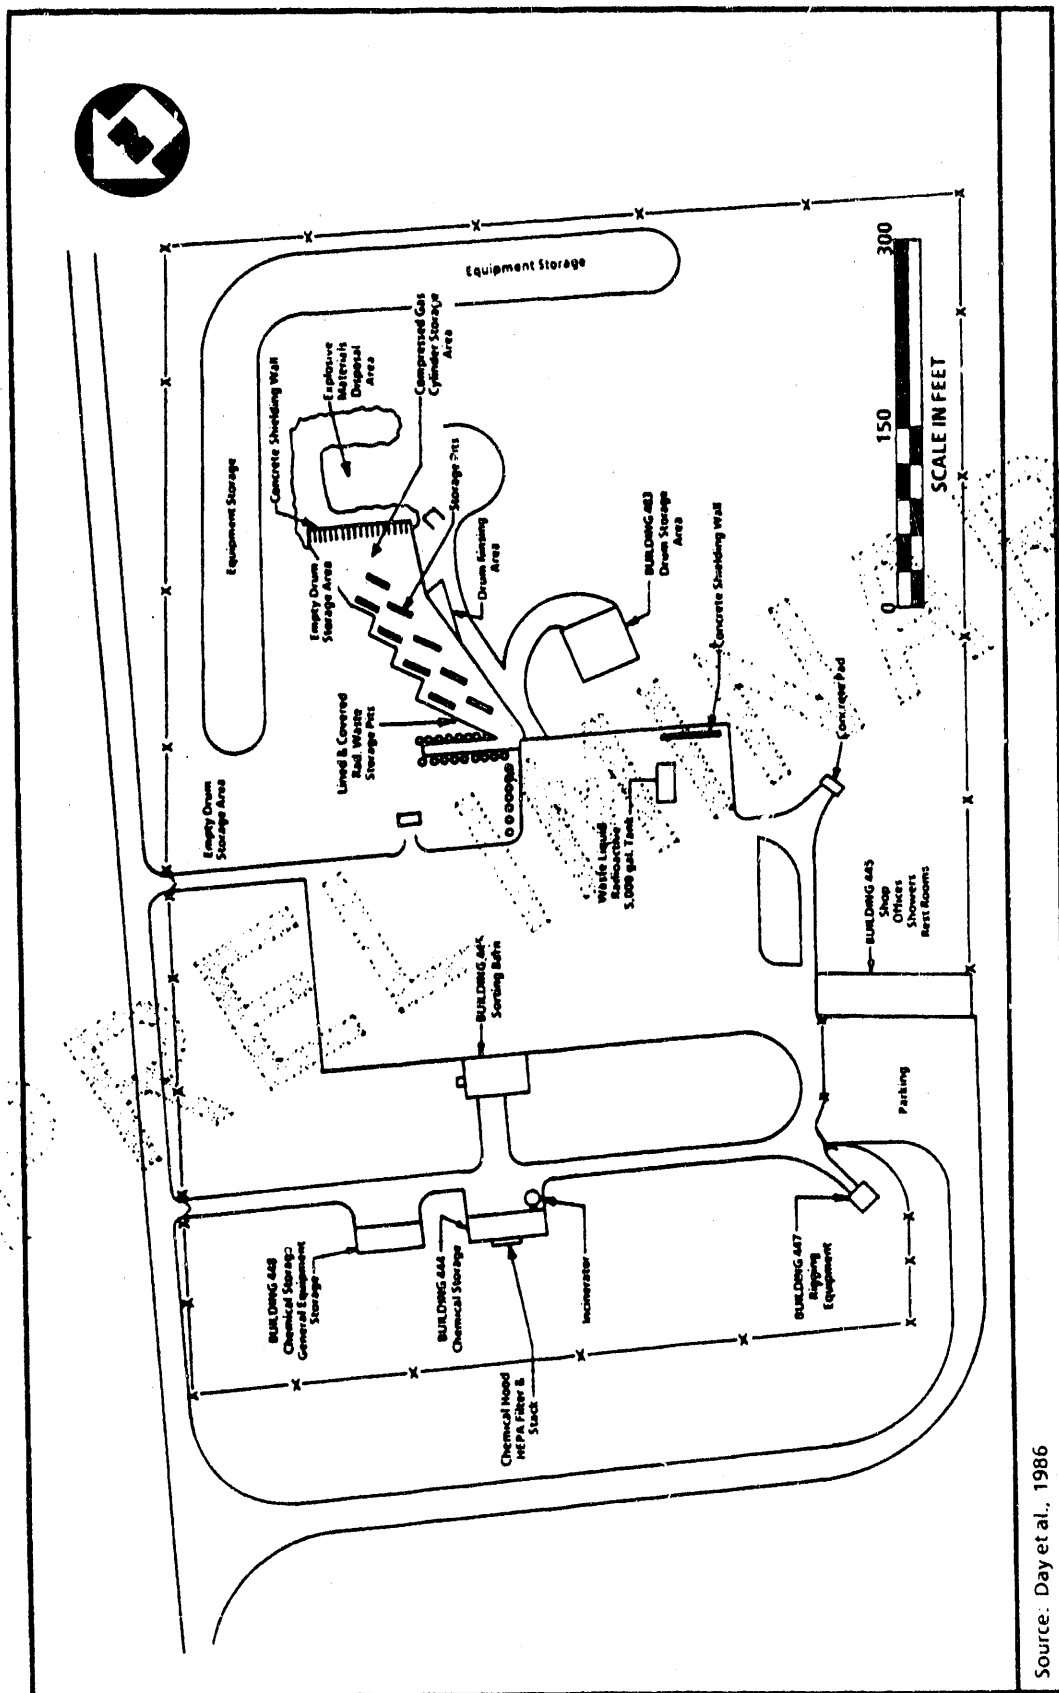 N
Equipment Storage
Equipment Storage
Concrete Shielding Wall
Explosive
Materials
Disposal
Area
Compressed Gas
Cylinder Storage
Area
Storage Pits
Empty Drum
Storage Area
Drum Rinsing
Area
BUILDING 483
Drum Storage
Area
Concrete Shielding Wall
Lined & Covered
Rad. Waste
Storage Pits
Empty Drum
Storage Area
Waste Liquid
Radioactive
5,000 gal. Tank
Concrete Pad
BUILDING 445
Shop
Offices
Showers
Rest Rooms
BUILDING
Sorting Barn
Parking
BUILDING 448
Chemical Storage
General Equipment
Storage
BUILDING 444
Chemical Storage
Incinerator
BUILDING 447
Rigging
Equipment
Chemical Hood
HEPA Filter &
Stack
0 150 300
SCALE IN FEET
Source: Day et al., 1986